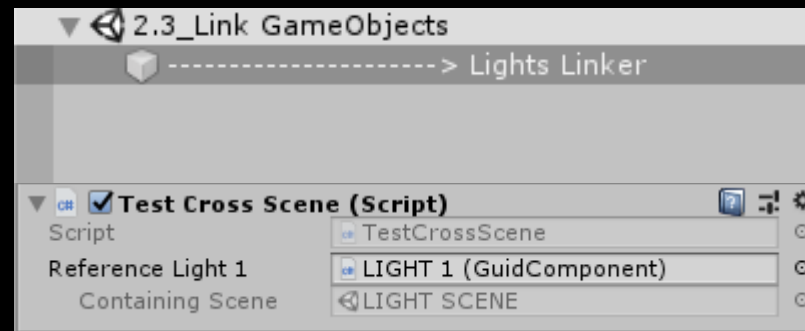 2.3_Link GameObjects
----------------------> Lights Linker
Test Cross Scene (Script)
Script TestCrossScene
Reference Light 1 LIGHT 1 (GuidComponent)
Containing Scene LIGHT SCENE